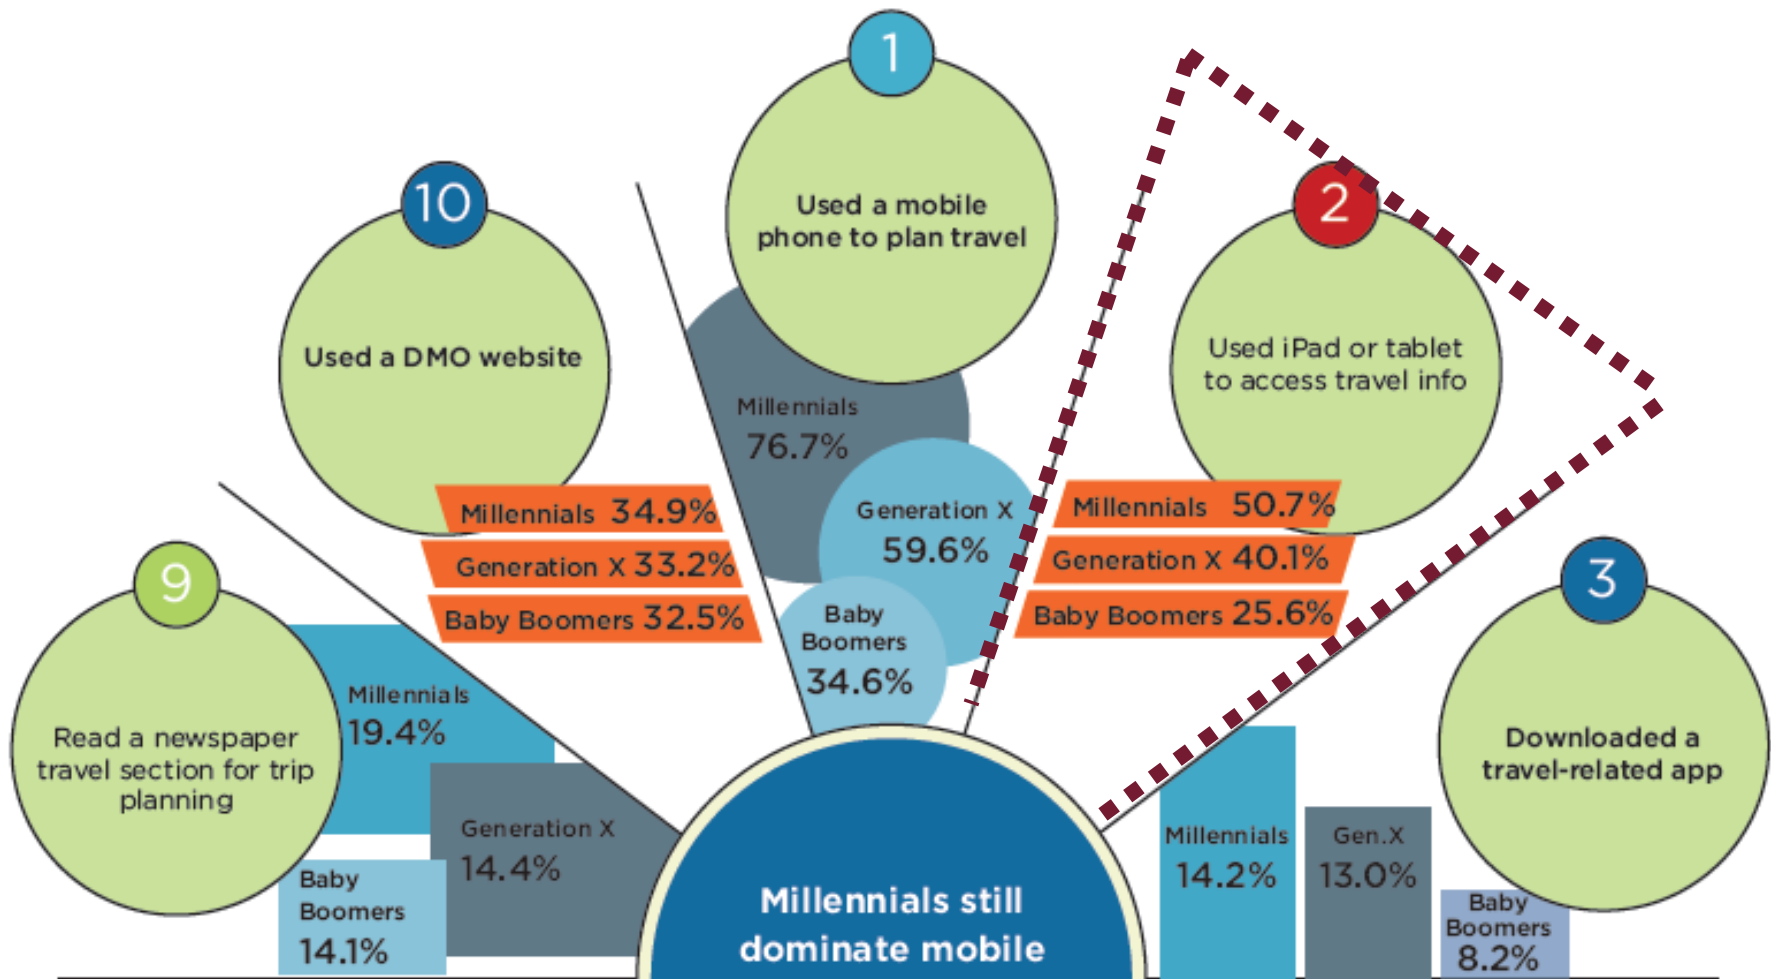 1
Used a mobile
phone to plan travel
Millennials
76.7%
Generation X
59.6%
Baby
Boomers
34.6%
2
Used iPad or tablet
to access travel info
Millennials 50.7%
Generation X 40.1%
Baby Boomers 25.6%
3
Downloaded a
travel-related app
Millennials
14.2%
Gen.X
13.0%
Baby
Boomers
8.2%
9
Read a newspaper
travel section for trip
planning
Millennials
19.4%
Generation X
14.4%
Baby
Boomers
14.1%
10
Used a DMO website
Millennials 34.9%
Generation X 33.2%
Baby Boomers 32.5%
Millennials still
dominate mobile